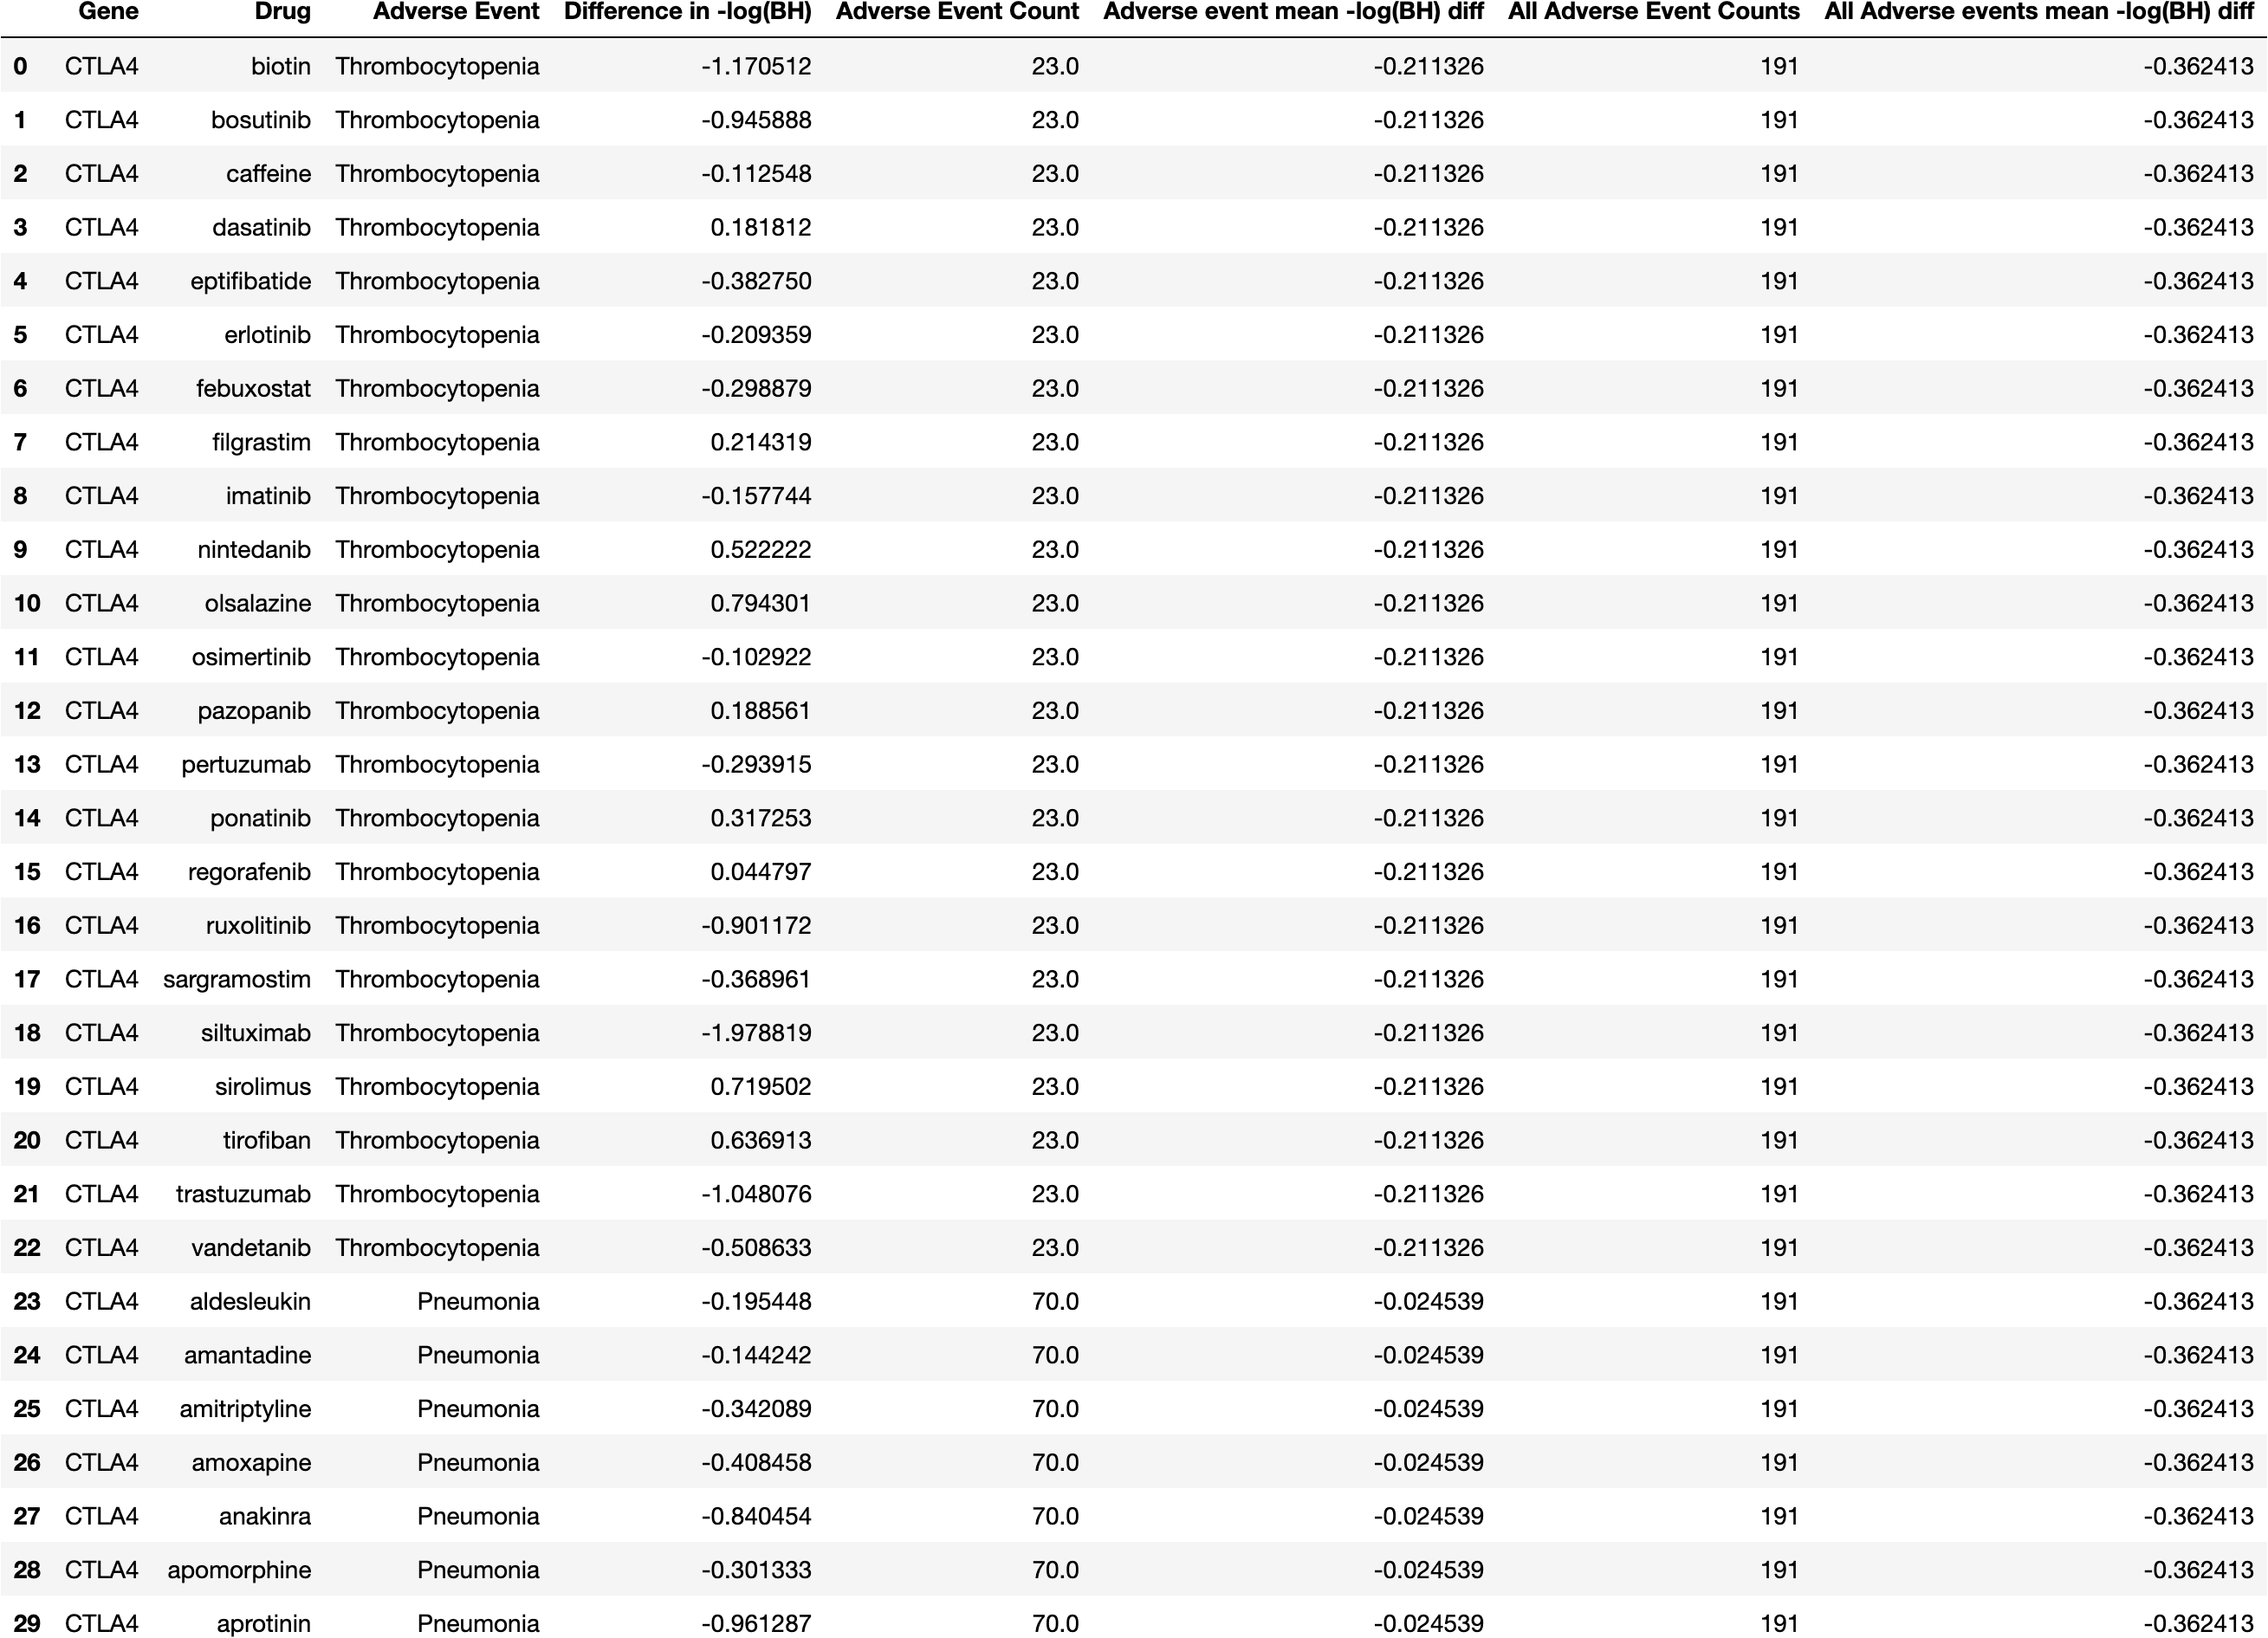 Gene Drug Adverse Event Difference in -log(BH) Adverse Event Count Adverse event mean -log(BH) diff All Adverse Event Counts All Adverse events mean -log(BH) diff
0 CTLA4 biotin Thrombocytopenia -1.170512 23.0 -0.211326 191 -0.362413
1 CTLA4 bosutinib Thrombocytopenia -0.945888 23.0 -0.211326 191 -0.362413
2 CTLA4 caffeine Thrombocytopenia -0.112548 23.0 -0.211326 191 -0.362413
3 CTLA4 dasatinib Thrombocytopenia 0.181812 23.0 -0.211326 191 -0.362413
4 CTLA4 eptifibatide Thrombocytopenia -0.382750 23.0 -0.211326 191 -0.362413
5 CTLA4 erlotinib Thrombocytopenia -0.209359 23.0 -0.211326 191 -0.362413
6 CTLA4 febuxostat Thrombocytopenia -0.298879 23.0 -0.211326 191 -0.362413
7 CTLA4 filgrastim Thrombocytopenia 0.214319 23.0 -0.211326 191 -0.362413
8 CTLA4 imatinib Thrombocytopenia -0.157744 23.0 -0.211326 191 -0.362413
9 CTLA4 nintedanib Thrombocytopenia 0.522222 23.0 -0.211326 191 -0.362413
10 CTLA4 olsalazine Thrombocytopenia 0.794301 23.0 -0.211326 191 -0.362413
11 CTLA4 osimertinib Thrombocytopenia -0.102922 23.0 -0.211326 191 -0.362413
12 CTLA4 pazopanib Thrombocytopenia 0.188561 23.0 -0.211326 191 -0.362413
13 CTLA4 pertuzumab Thrombocytopenia -0.293915 23.0 -0.211326 191 -0.362413
14 CTLA4 ponatinib Thrombocytopenia 0.317253 23.0 -0.211326 191 -0.362413
15 CTLA4 regorafenib Thrombocytopenia 0.044797 23.0 -0.211326 191 -0.362413
16 CTLA4 ruxolitinib Thrombocytopenia -0.901172 23.0 -0.211326 191 -0.362413
17 CTLA4 sargramostim Thrombocytopenia -0.368961 23.0 -0.211326 191 -0.362413
18 CTLA4 siltuximab Thrombocytopenia -1.978819 23.0 -0.211326 191 -0.362413
19 CTLA4 sirolimus Thrombocytopenia 0.719502 23.0 -0.211326 191 -0.362413
20 CTLA4 tirofiban Thrombocytopenia 0.636913 23.0 -0.211326 191 -0.362413
21 CTLA4 trastuzumab Thrombocytopenia -1.048076 23.0 -0.211326 191 -0.362413
22 CTLA4 vandetanib Thrombocytopenia -0.508633 23.0 -0.211326 191 -0.362413
23 CTLA4 aldesleukin Pneumonia -0.195448 70.0 -0.024539 191 -0.362413
24 CTLA4 amantadine Pneumonia -0.144242 70.0 -0.024539 191 -0.362413
25 CTLA4 amitriptyline Pneumonia -0.342089 70.0 -0.024539 191 -0.362413
26 CTLA4 amoxapine Pneumonia -0.408458 70.0 -0.024539 191 -0.362413
27 CTLA4 anakinra Pneumonia -0.840454 70.0 -0.024539 191 -0.362413
28 CTLA4 apomorphine Pneumonia -0.301333 70.0 -0.024539 191 -0.362413
29 CTLA4 aprotinin Pneumonia -0.961287 70.0 -0.024539 191 -0.362413